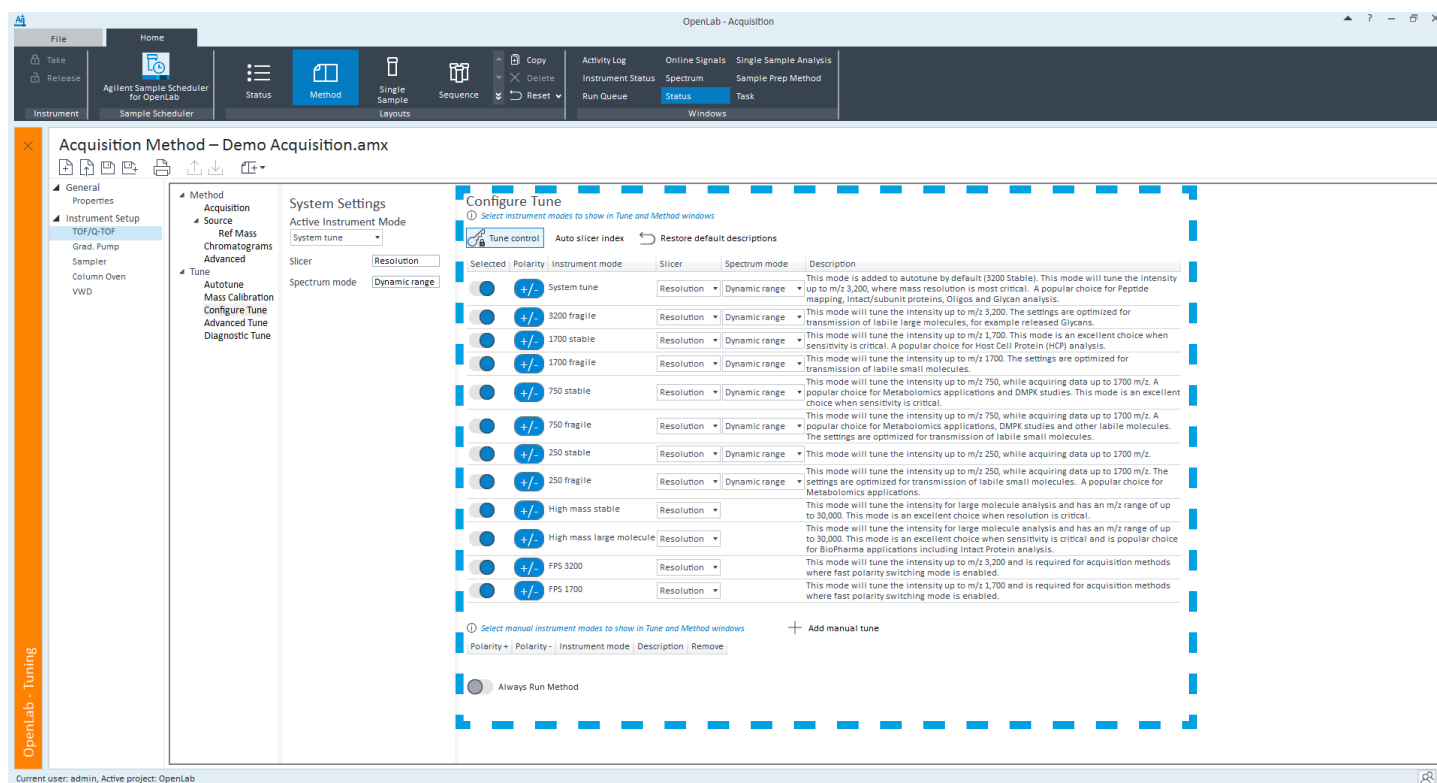 OpenLab - Acquisition
File
Home
Take
Release
Agilent Sample Scheduler
for OpenLab
Status
Method
Single
Sample
Sequence
Copy
Delete
Reset
Activity Log
Instrument Status
Run Queue
Online Signals
Spectrum
Status
Single Sample Analysis
Sample Prep Method
Task
Instrument
Sample Scheduler
Layouts
Windows
Acquisition Method – Demo Acquisition.amx
General
Properties
Instrument Setup
TOF/Q-TOF
Grad. Pump
Sampler
Column Oven
VWD
Method
Acquisition
Source
Ref Mass
Chromatograms
Advanced
Tune
Autotune
Mass Calibration
Configure Tune
Advanced Tune
Diagnostic Tune
System Settings
Active Instrument Mode
System tune
Slicer Resolution
Spectrum mode Dynamic range
Configure Tune
Select instrument modes to show in Tune and Method windows
Tune control Auto slicer index Restore default descriptions
Selected Polarity Instrument mode Slicer Spectrum mode Description
+/- System tune Resolution Dynamic range
This mode is added to autotune by default (3200 Stable). This mode will tune the intensity
up to m/z 3,200, where mass resolution is most critical. A popular choice for Peptide
mapping, Intact/subunit proteins, Oligos and Glycan analysis.
+/- 3200 fragile Resolution Dynamic range
This mode will tune the intensity up to m/z 3,200. The settings are optimized for
transmission of labile large molecules, for example released Glycans.
+/- 1700 stable Resolution Dynamic range
This mode will tune the intensity up to m/z 1,700. This mode is an excellent choice when
sensitivity is critical. A popular choice for Host Cell Protein (HCP) analysis.
+/- 1700 fragile Resolution Dynamic range
This mode will tune the intensity up to m/z 1700. The settings are optimized for
transmission of labile small molecules.
+/- 750 stable Resolution Dynamic range
This mode will tune the intensity up to m/z 750, while acquiring data up to 1700 m/z. A
popular choice for Metabolomics applications and DMPK studies. This mode is an excellent
choice when sensitivity is critical.
+/- 750 fragile Resolution Dynamic range
This mode will tune the intensity up to m/z 750, while acquiring data up to 1700 m/z. A
popular choice for Metabolomics applications, DMPK studies and other labile molecules.
The settings are optimized for transmission of labile small molecules.
+/- 250 stable Resolution Dynamic range
This mode will tune the intensity up to m/z 250, while acquiring data up to 1700 m/z.
+/- 250 fragile Resolution Dynamic range
This mode will tune the intensity up to m/z 250, while acquiring data up to 1700 m/z. The
settings are optimized for transmission of labile small molecules. A popular choice for
Metabolomics applications.
+/- High mass stable Resolution
This mode will tune the intensity for large molecule analysis and has an m/z range of up
to 30,000. This mode is an excellent choice when resolution is critical.
+/- High mass large molecule Resolution
This mode will tune the intensity for large molecule analysis and has an m/z range of up
to 30,000. This mode is an excellent choice when sensitivity is critical and is popular choice
for BioPharma applications including Intact Protein analysis.
+/- FPS 3200 Resolution
This mode will tune the intensity up to m/z 3,200 and is required for acquisition methods
where fast polarity switching mode is enabled.
+/- FPS 1700 Resolution
This mode will tune the intensity up to m/z 1,700 and is required for acquisition methods
where fast polarity switching mode is enabled.
Select manual instrument modes to show in Tune and Method windows
Add manual tune
Polarity + Polarity - Instrument mode Description Remove
Always Run Method
OpenLab - Tuning
Current user: admin, Active project: OpenLab